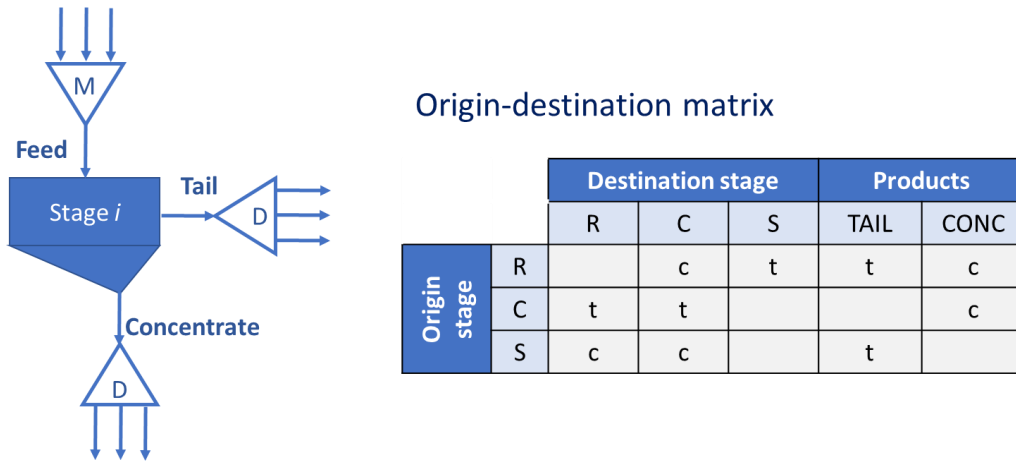 M
Feed
Stage i
Tail
D
Concentrate
D
Origin-destination matrix
Destination stage Products
R C S TAIL CONC
Origin stage
R c t t c
C t t c
S c c t